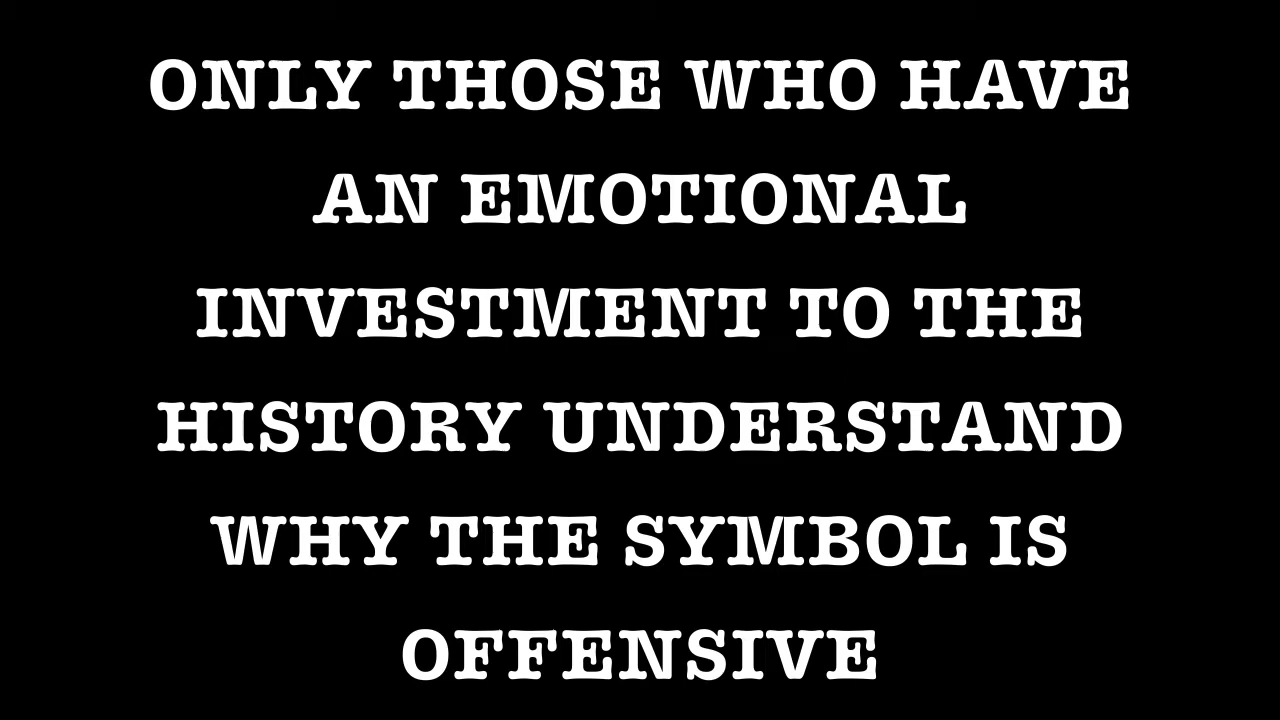 ONLY THOSE WHO HAVE
AN EMOTIONAL
INVESTMENT TO THE
HISTORY UNDERSTAND
WHY THE SYMBOL IS
OFFENSIVE